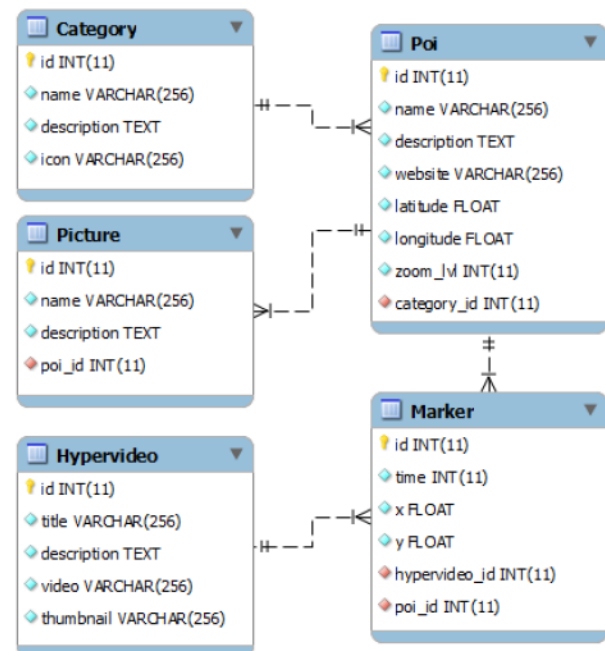 Category
id INT(11)
name VARCHAR(256)
description TEXT
icon VARCHAR(256)
Picture
id INT(11)
name VARCHAR(256)
description TEXT
poi_id INT(11)
Hypervideo
id INT(11)
title VARCHAR(256)
description TEXT
video VARCHAR(256)
thumbnail VARCHAR(256)
Poi
id INT(11)
name VARCHAR(256)
description TEXT
website VARCHAR(256)
latitude FLOAT
longitude FLOAT
zoom_lvl INT(11)
category_id INT(11)
Marker
id INT(11)
time INT(11)
x FLOAT
y FLOAT
hypervideo_id INT(11)
poi_id INT(11)